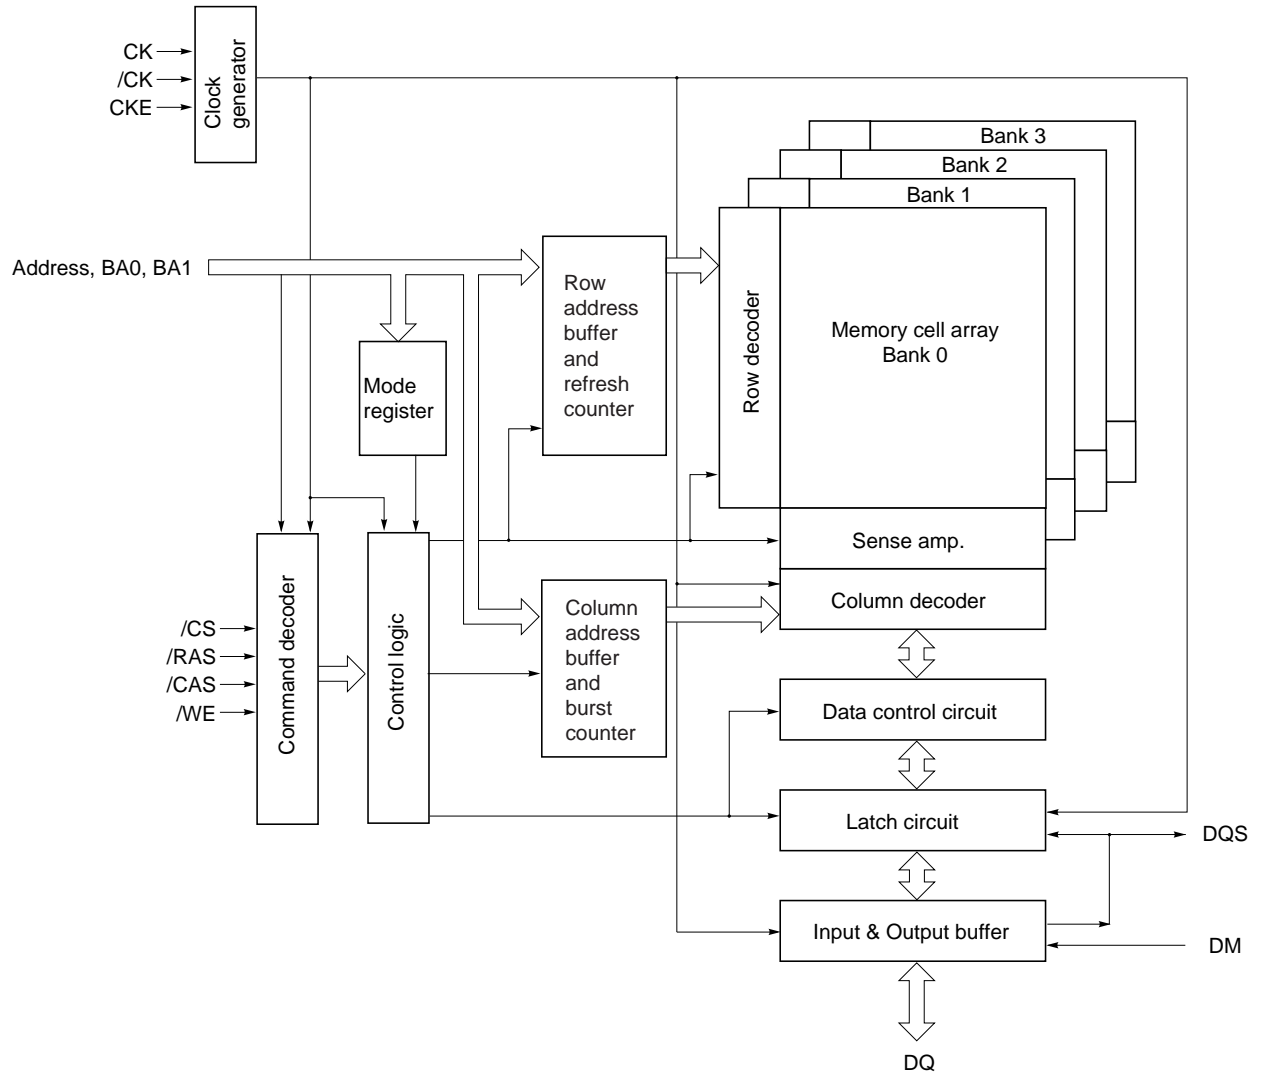 CK
/CK
CKE
Clock
generator
Bank 3
Bank 2
Bank 1
Address, BA0, BA1
Row
address
buffer
and
refresh
counter
Row decoder
Memory cell array
Bank 0
Mode
register
Sense amp.
Column decoder
/CS
/RAS
/CAS
/WE
Command decoder
Control logic
Column
address
buffer
and
burst
counter
Data control circuit
Latch circuit
DQS
Input & Output buffer
DM
DQ